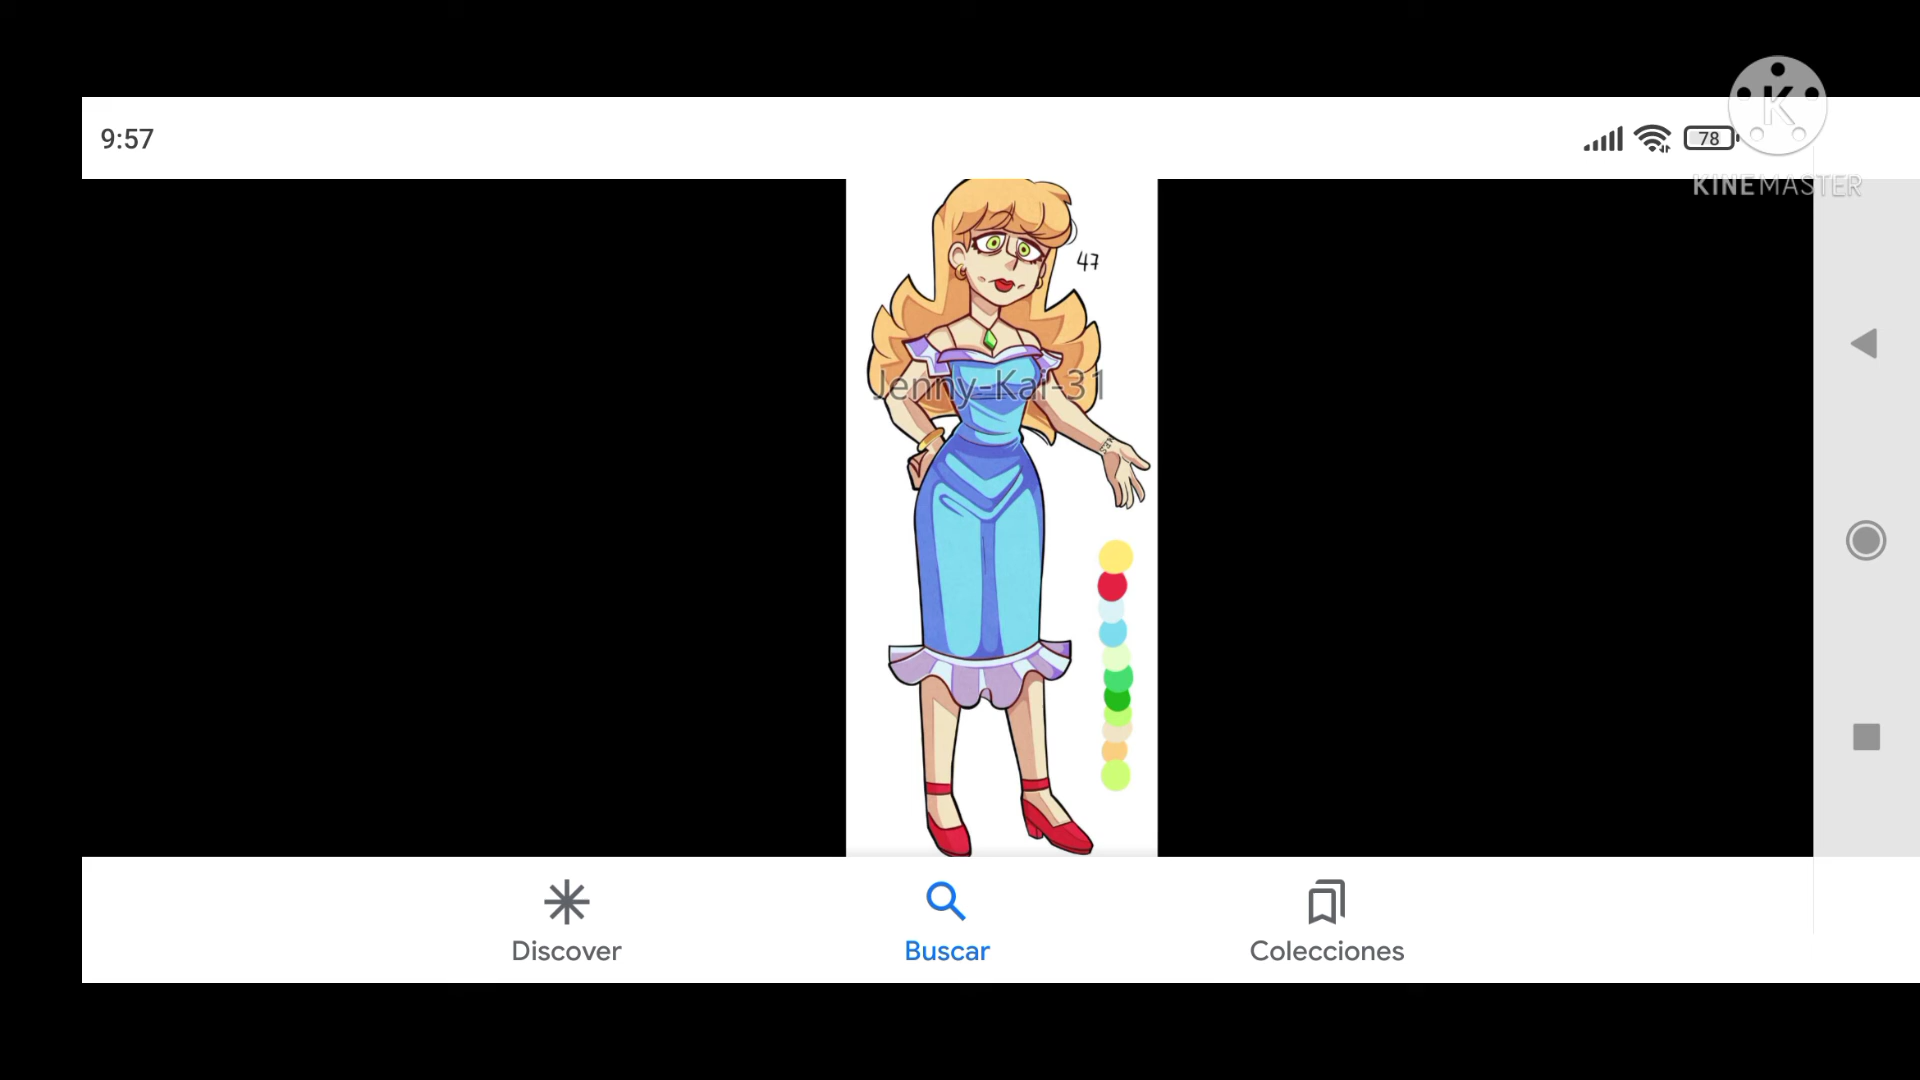 9:57
78
KINEMASTER
47
Jenny-Kai-31
Discover
Buscar
Colecciones